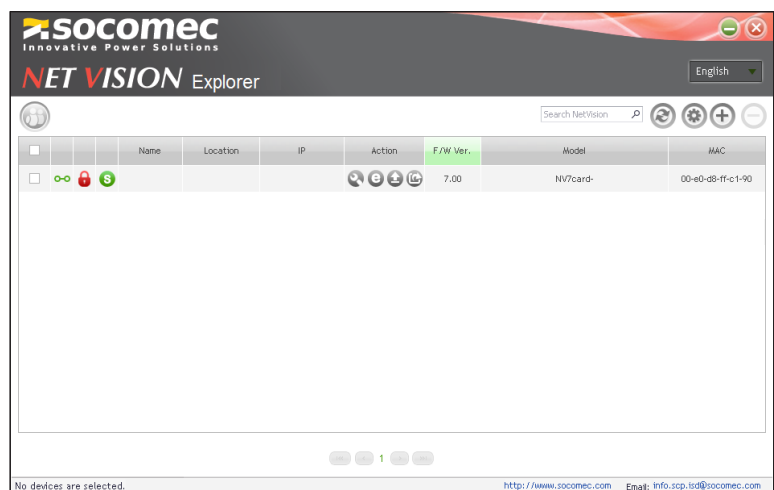 socomec
Innovative Power Solutions
NET VISION Explorer
English
Search NetVision
Name Location IP Action F/W Ver. Model MAC
S e 7.00 NV7card- 00-e0-d8-ff-c1-90
1
No devices are selected. http://www.socomec.com Email: info.scp.isd@socomec.com